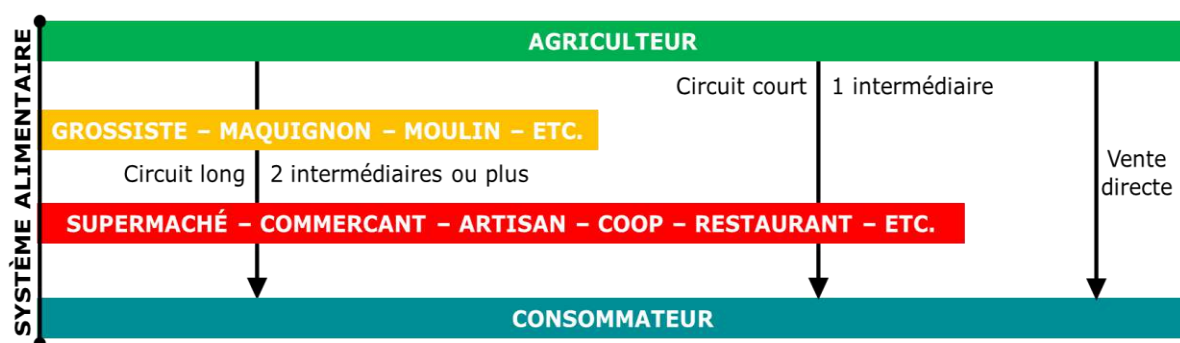 SYSTÈME ALIMENTAIRE
AGRICULTEUR
Circuit court
1 intermédiaire
GROSSISTE – MAQUIGNON – MOULIN – ETC.
Circuit long
2 intermédiaires ou plus
Vente
directe
SUPERMACHÉ – COMMERCANT – ARTISAN – COOP – RESTAURANT – ETC.
CONSOMMATEUR